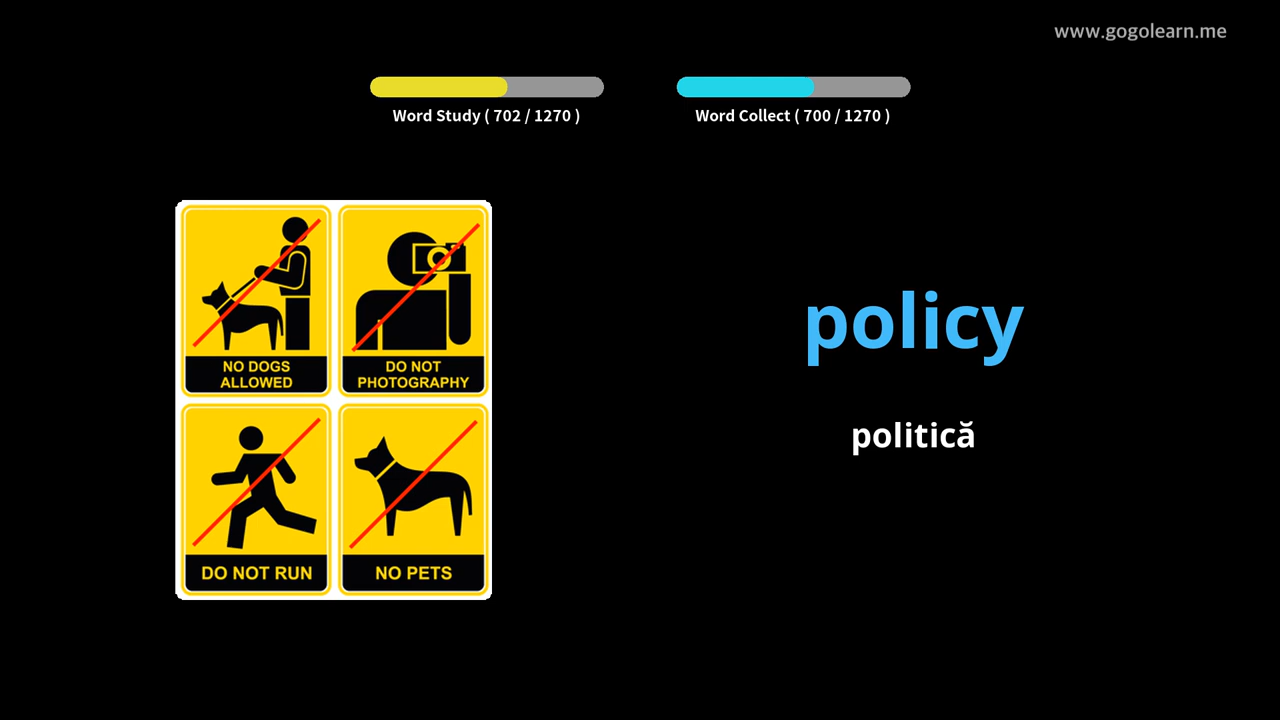 www.gogolearn.me
Word Study ( 702 / 1270 )
Word Collect ( 700 / 1270 )
NO DOGS
ALLOWED
DO NOT
PHOTOGRAPHY
DO NOT RUN
NO PETS
policy
politică